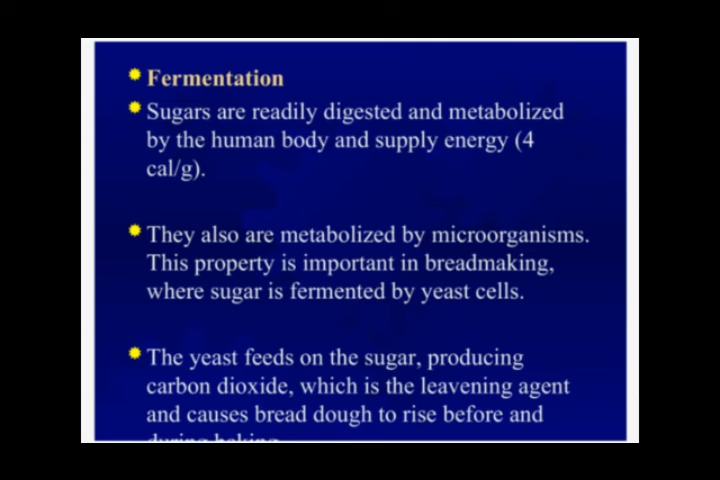 Fermentation
Sugars are readily digested and metabolized
by the human body and supply energy (4
cal/g).
They also are metabolized by microorganisms.
This property is important in breadmaking,
where sugar is fermented by yeast cells.
The yeast feeds on the sugar, producing
carbon dioxide, which is the leavening agent
and causes bread dough to rise before and
during baking